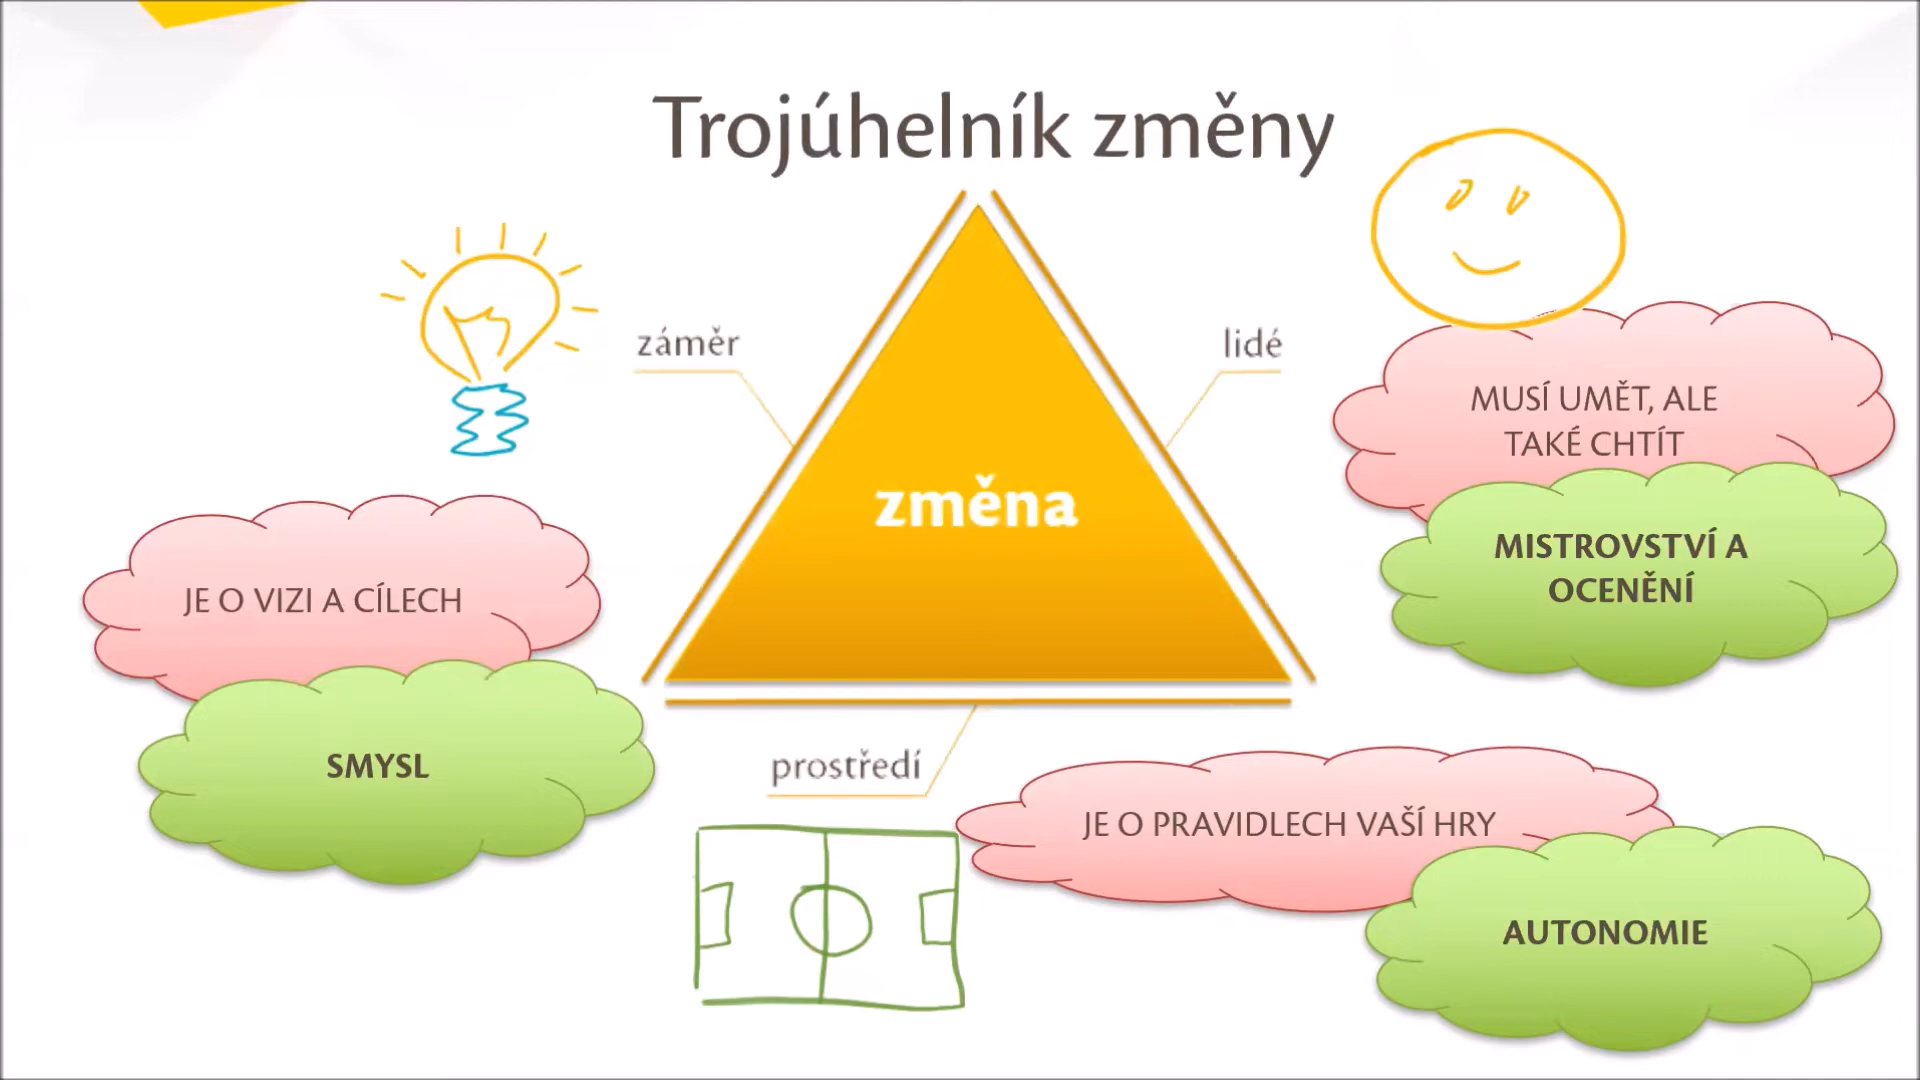 Trojúhelník změny
záměr
lidé
MUSÍ UMĚT, ALE
TAKÉ CHTÍT
změna
MISTROVSTVÍ A
OCENĚNÍ
JE O VIZI A CÍLECH
SMYSL
prostředí
JE O PRAVIDLECH VAŠÍ HRY
AUTONOMIE